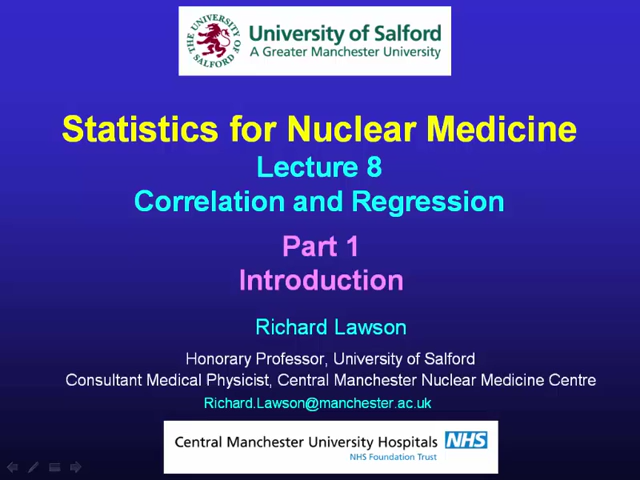 THE UNIVERSITY OF SALFORD
University of Salford
A Greater Manchester University
Statistics for Nuclear Medicine
Lecture 8
Correlation and Regression
Part 1
Introduction
Richard Lawson
Honorary Professor, University of Salford
Consultant Medical Physicist, Central Manchester Nuclear Medicine Centre
Richard.Lawson@manchester.ac.uk
Central Manchester University Hospitals NHS
NHS Foundation Trust